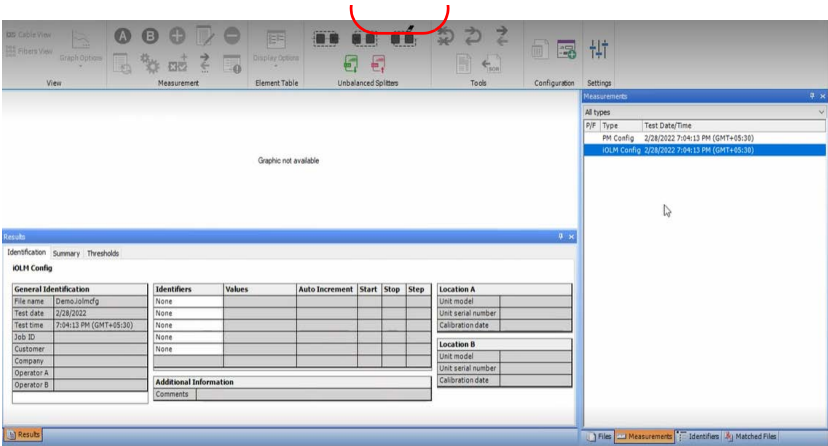 Cable View
Filters View
Graph Options
A B
Display Options
View
Measurement
Element Table
Unbalanced Splitters
Tools
Configuration
Settings
Measurements
All types
P/F Type Test Date/Time
PM Config 2/28/2022 7:04:13 PM (GMT+05:30)
iOLM Config 2/28/2022 7:04:13 PM (GMT+05:30)
Graphic not available
Results
Identification Summary Thresholds
iOLM Config
General Identification
File name Demo.iolmcfg
Test date 2/28/2022
Test time 7:04:13 PM (GMT+05:30)
Job ID
Customer
Company
Operator A
Operator B
Identifiers Values Auto Increment Start Stop Step
None
None
None
None
None
Additional Information
Comments
Location A
Unit model
Unit serial number
Calibration date
Location B
Unit model
Unit serial number
Calibration date
Results
Files Measurements Identifiers Matched Files